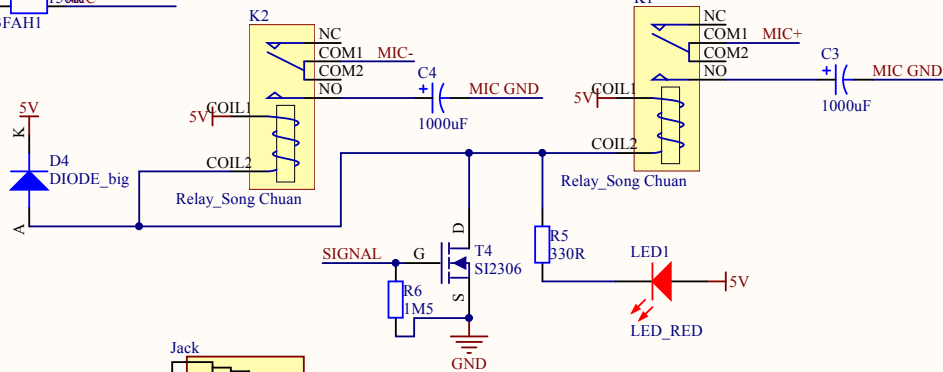 GFAH1
K2
NC
COM1 MIC-
COM2
NO
C4
+
1000uF
MIC GND
COIL1
5V
COIL2
Relay_Song Chuan
K1
NC
COM1 MIC+
COM2
NO
C3
+
1000uF
MIC GND
COIL1
5V
COIL2
Relay_Song Chuan
5V
K
D4
DIODE_big
A
SIGNAL
G
D
S
T4
SI2306
R6
1M5
GND
R5
330R
LED1
5V
LED_RED
Jack